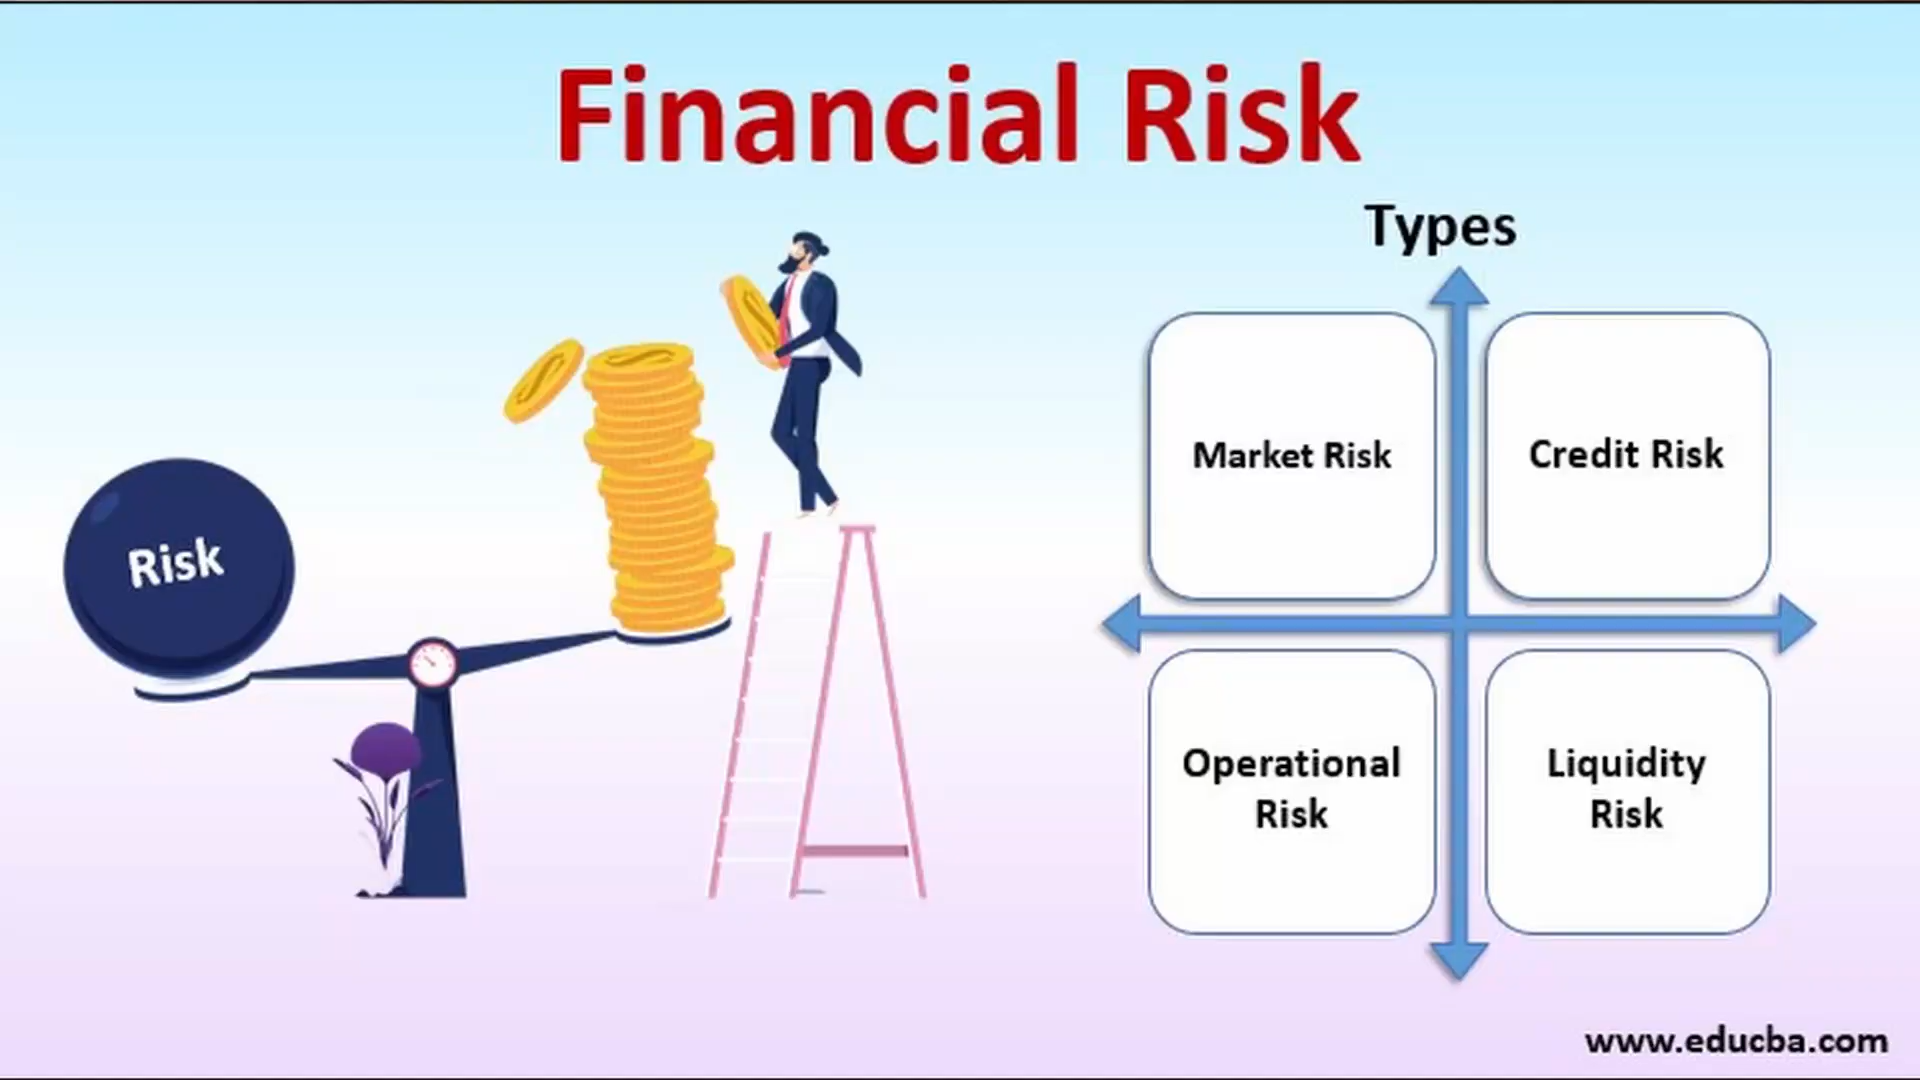 Financial Risk
Types
Risk
Market Risk
Credit Risk
Operational
Risk
Liquidity
Risk
www.educba.com